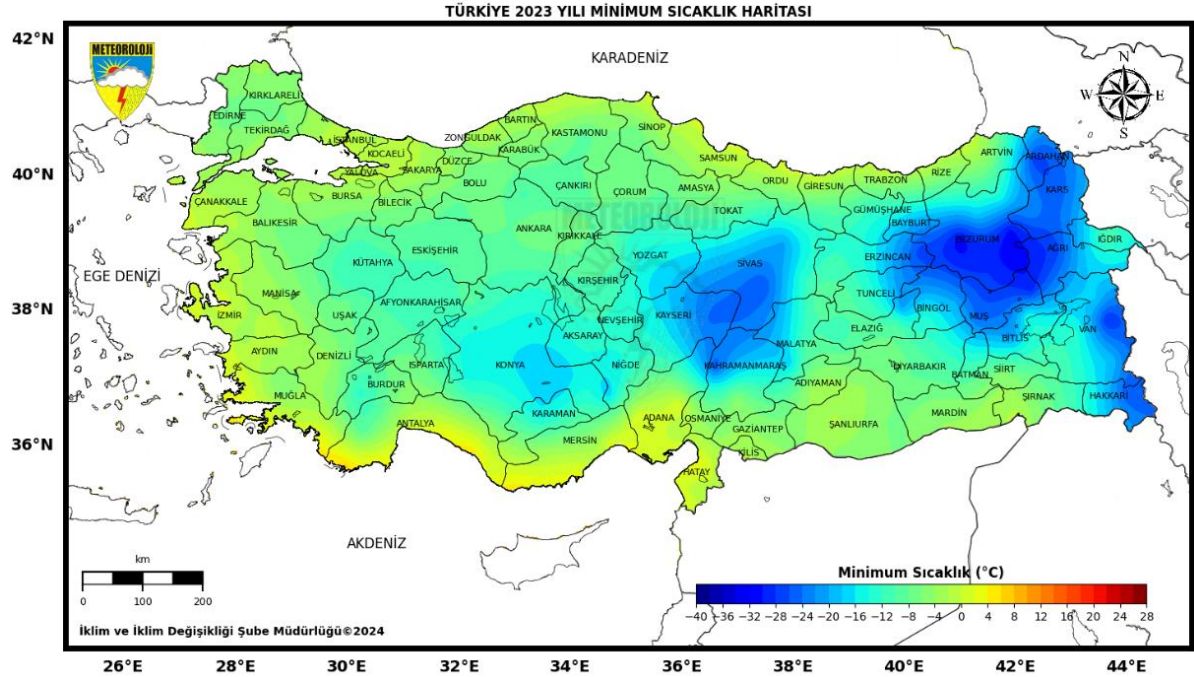 TÜRKİYE 2023 YILI MİNİMUM SICAKLIK HARİTASI
42°N
40°N
38°N
36°N
METEOROLOJİ
KARADENİZ
N
W E
S
KIRKLARELİ
EDİRNE
TEKİRDAĞ
İSTANBUL
KOCAELİ
YALOVA
SAKARYA
DÜZCE
ZONGULDAK
BARTIN
KARABÜK
KASTAMONU
SİNOP
SAMSUN
ORDU
GİRESUN
TRABZON
RİZE
ARTVİN
ARDAHAN
KARS
ÇANAKKALE
BURSA
BİLECİK
BOLU
ÇANKIRI
ÇORUM
AMASYA
TOKAT
METEOROLOJİ
GÜMÜŞHANE
BAYBURT
BALIKESİR
ESKİŞEHİR
ANKARA
KIRIKKALE
YOZGAT
SİVAS
ERZİNCAN
ERZURUM
AĞRI
IĞDIR
KÜTAHYA
KIRŞEHİR
EGE DENİZİ
MANİSA
AFYONKARAHİSAR
İZMİR
UŞAK
NEVŞEHİR
KAYSERİ
TUNCELİ
BİNGÖL
MUŞ
AKSARAY
ELAZIĞ
BİTLİS
VAN
AYDIN
DENİZLİ
ISPARTA
KONYA
NİĞDE
KAHRAMANMARAŞ
MALATYA
DİYARBAKIR
BATMAN
SİİRT
BURDUR
ADIYAMAN
MUĞLA
ANTALYA
KARAMAN
ADANA
OSMANİYE
GAZİANTEP
ŞANLIURFA
MARDİN
ŞIRNAK
HAKKARİ
MERSİN
KİLİS
HATAY
AKDENİZ
km
0 100 200
İklim ve İklim Değişikliği Şube Müdürlüğü©2024
Minimum Sıcaklık (°C)
−40 −36 −32 −28 −24 −20 −16 −12 −8 −4 0 4 8 12 16 20 24 28
26°E 28°E 30°E 32°E 34°E 36°E 38°E 40°E 42°E 44°E